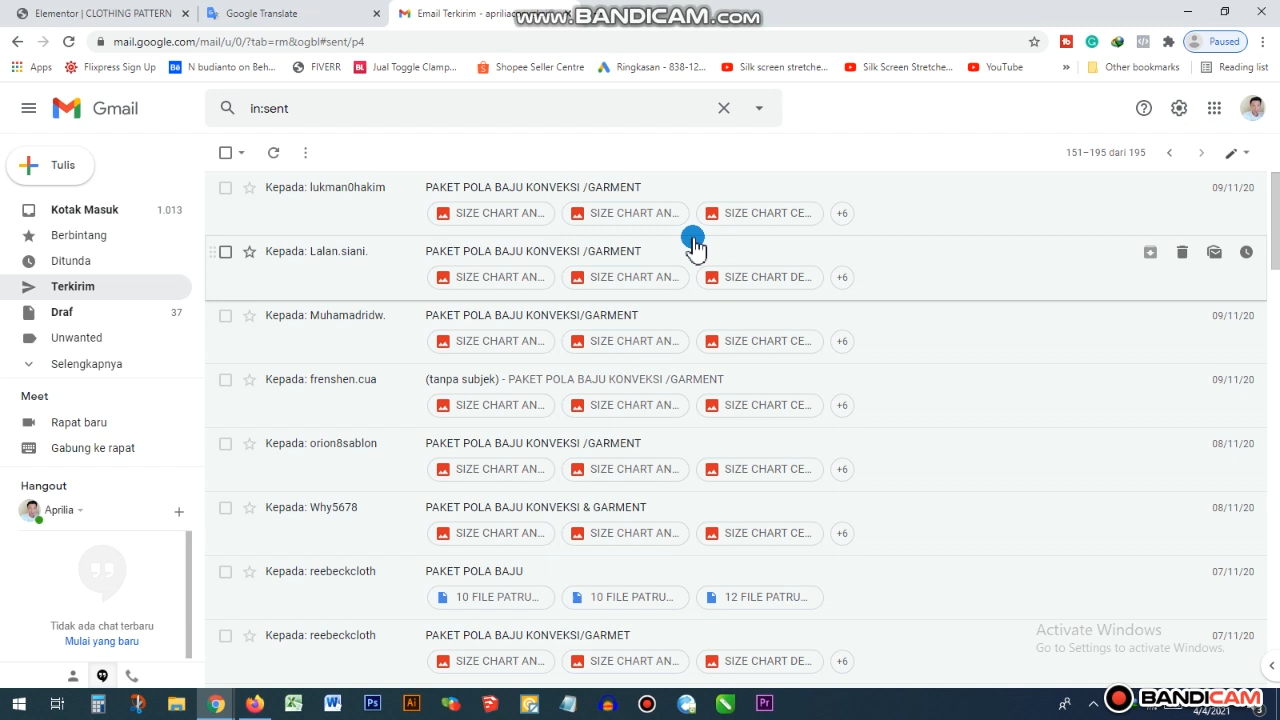 Elementor | CLOTHING PATTERN
Google Translate
www.BANDICAM.com
mail.google.com/mail/u/0/?tab=rm&ogbl#sent/p4
Paused
Apps
Flixpress Sign Up
N budianto on Beh...
FIVERR
Jual Toggle Clamp...
Shopee Seller Centre
Ringkasan - 838-12...
Silk screen stretche...
Silk Screen Stretche...
YouTube
Other bookmarks
Reading list
Gmail
in:sent
Tulis
151–195 dari 195
Kotak Masuk 1.013
Berbintang
Ditunda
Terkirim
Draf 37
Unwanted
Selengkapnya
Meet
Rapat baru
Gabung ke rapat
Hangout
Aprilia
Tidak ada chat terbaru
Mulai yang baru
Kepada: lukman0hakim PAKET POLA BAJU KONVEKSI /GARMENT 09/11/20
SIZE CHART AN... SIZE CHART AN... SIZE CHART CE... +6
Kepada: Lalan.siani. PAKET POLA BAJU KONVEKSI /GARMENT
SIZE CHART AN... SIZE CHART AN... SIZE CHART DE... +6
Kepada: Muhamadridw. PAKET POLA BAJU KONVEKSI/GARMENT 09/11/20
SIZE CHART AN... SIZE CHART AN... SIZE CHART CE... +6
Kepada: frenshen.cua (tanpa subjek) - PAKET POLA BAJU KONVEKSI /GARMENT 09/11/20
SIZE CHART AN... SIZE CHART AN... SIZE CHART CE... +6
Kepada: orion8sablon PAKET POLA BAJU KONVEKSI /GARMENT 08/11/20
SIZE CHART AN... SIZE CHART AN... SIZE CHART CE... +6
Kepada: Why5678 PAKET POLA BAJU KONVEKSI & GARMENT 08/11/20
SIZE CHART AN... SIZE CHART AN... SIZE CHART CE... +6
Kepada: reebeckcloth PAKET POLA BAJU 07/11/20
10 FILE PATRU... 10 FILE PATRU... 12 FILE PATRU...
Kepada: reebeckcloth PAKET POLA BAJU KONVEKSI/GARMET 07/11/20
SIZE CHART AN... SIZE CHART AN... SIZE CHART DE... +6
Activate Windows
Go to Settings to activate Windows.
BANDICAM
4/4/2021